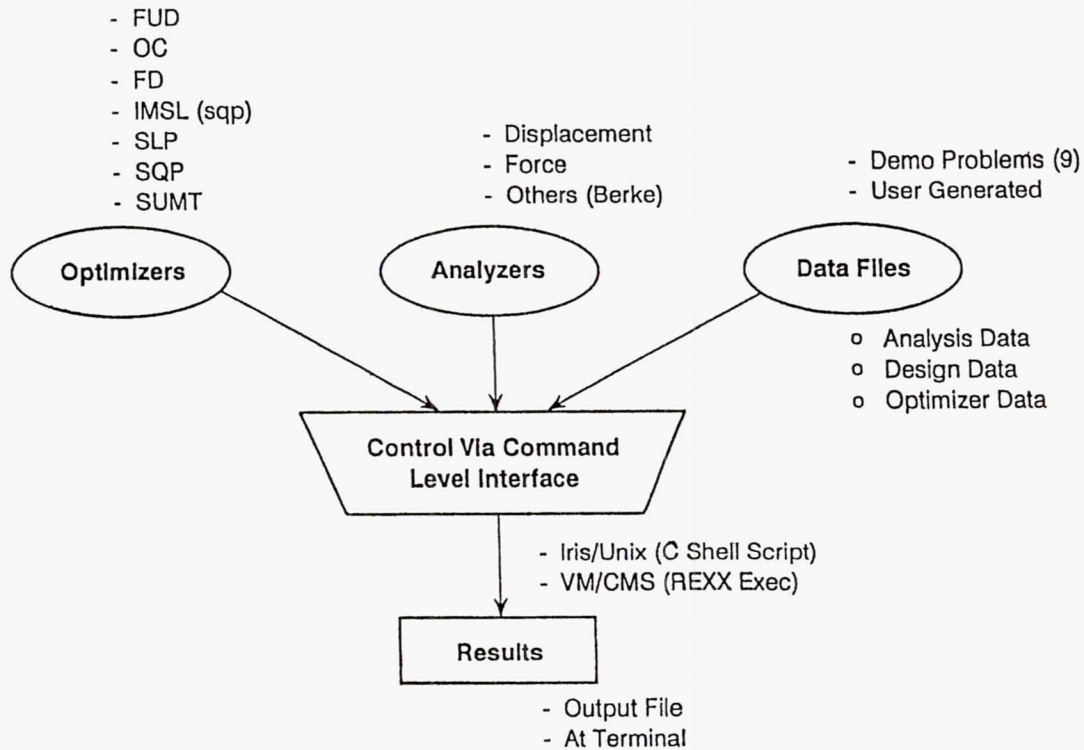 - FUD
- OC
- FD
- IMSL (sqp)
- SLP
- SQP
- SUMT
Optimizers
- Displacement
- Force
- Others (Berke)
Analyzers
- Demo Problems (9)
- User Generated
Data Files
o Analysis Data
o Design Data
o Optimizer Data
Control Via Command
Level Interface
- Iris/Unix (C Shell Script)
- VM/CMS (REXX Exec)
Results
- Output File
- At Terminal